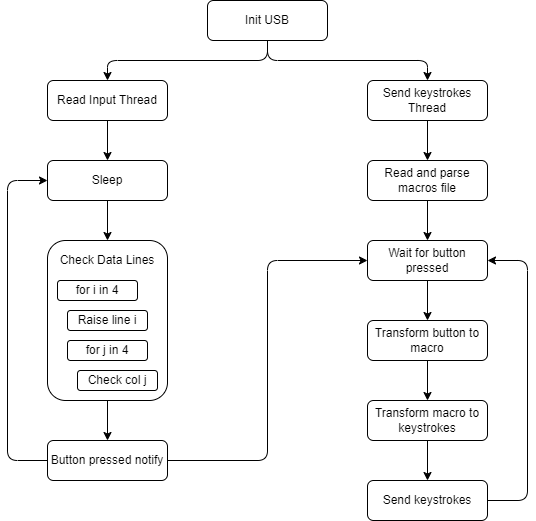 Init USB
Read Input Thread
Send keystrokes
Thread
Sleep
Read and parse
macros file
Check Data Lines
for i in 4
Raise line i
for j in 4
Check col j
Wait for button
pressed
Transform button to
macro
Transform macro to
keystrokes
Button pressed notify
Send keystrokes